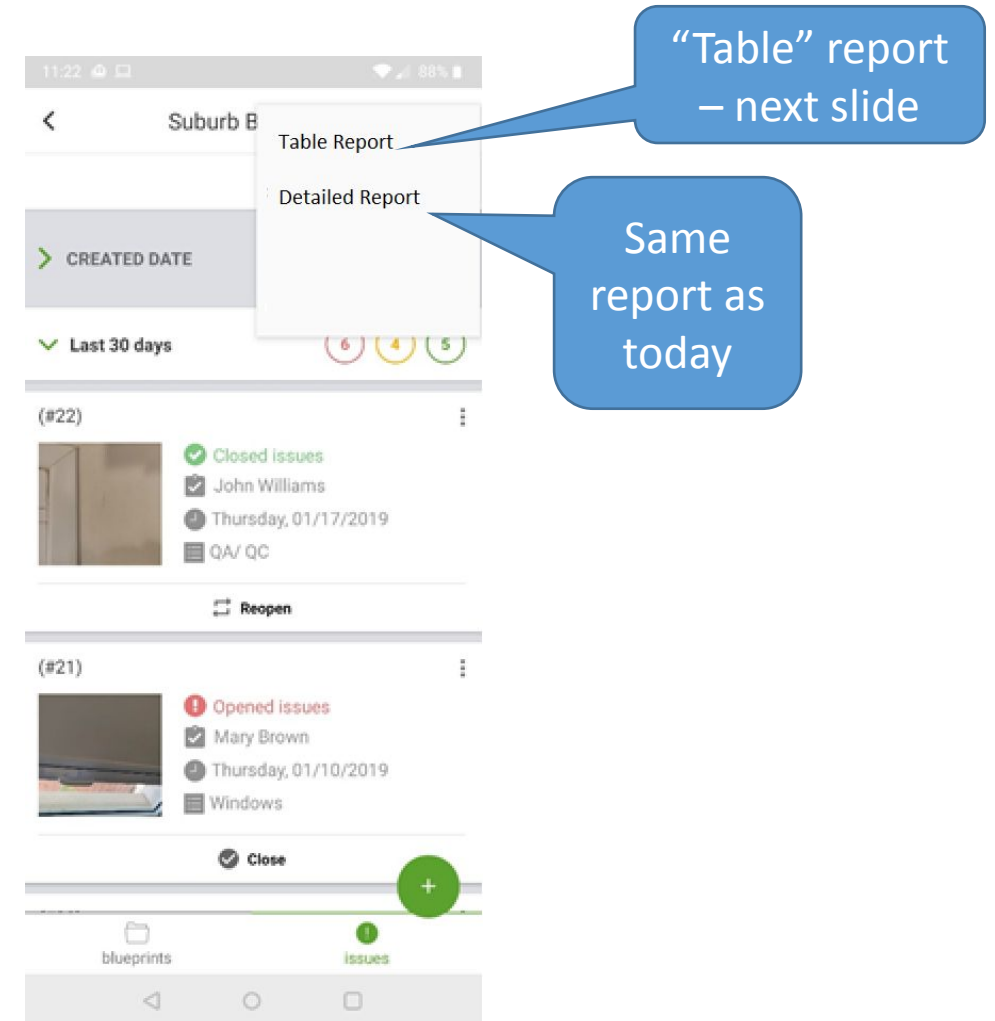 “Table” report
– next slide
11:22
88%
Suburb B
Table Report
Detailed Report
Same
report as
today
CREATED DATE
Last 30 days
6 4 5
(#22)
Closed issues
John Williams
Thursday, 01/17/2019
QA/ QC
Reopen
(#21)
Opened issues
Mary Brown
Thursday, 01/10/2019
Windows
Close
+
blueprints
issues